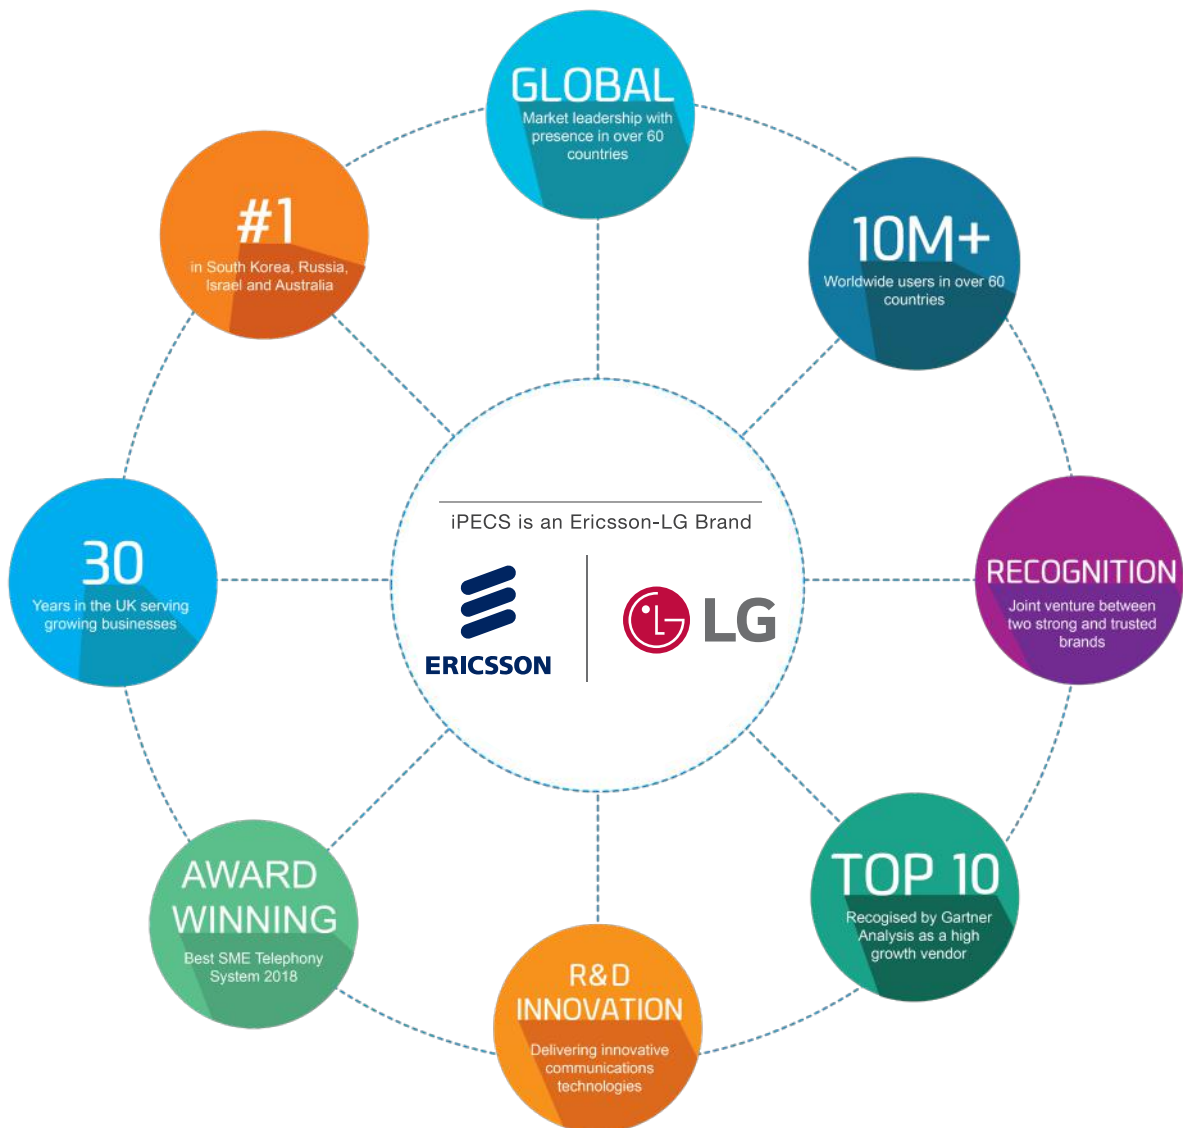 GLOBAL
Market leadership with
presence in over 60
countries
10M+
Worldwide users in over 60
countries
RECOGNITION
Joint venture between
two strong and trusted
brands
TOP 10
Recogised by Gartner
Analysis as a high
growth vendor
R&D
INNOVATION
Delivering innovative
communications
technologies
AWARD
WINNING
Best SME Telephony
System 2018
30
Years in the UK serving
growing businesses
#1
in South Korea, Russia,
Israel and Australia
iPECS is an Ericsson-LG Brand
ERICSSON
LG